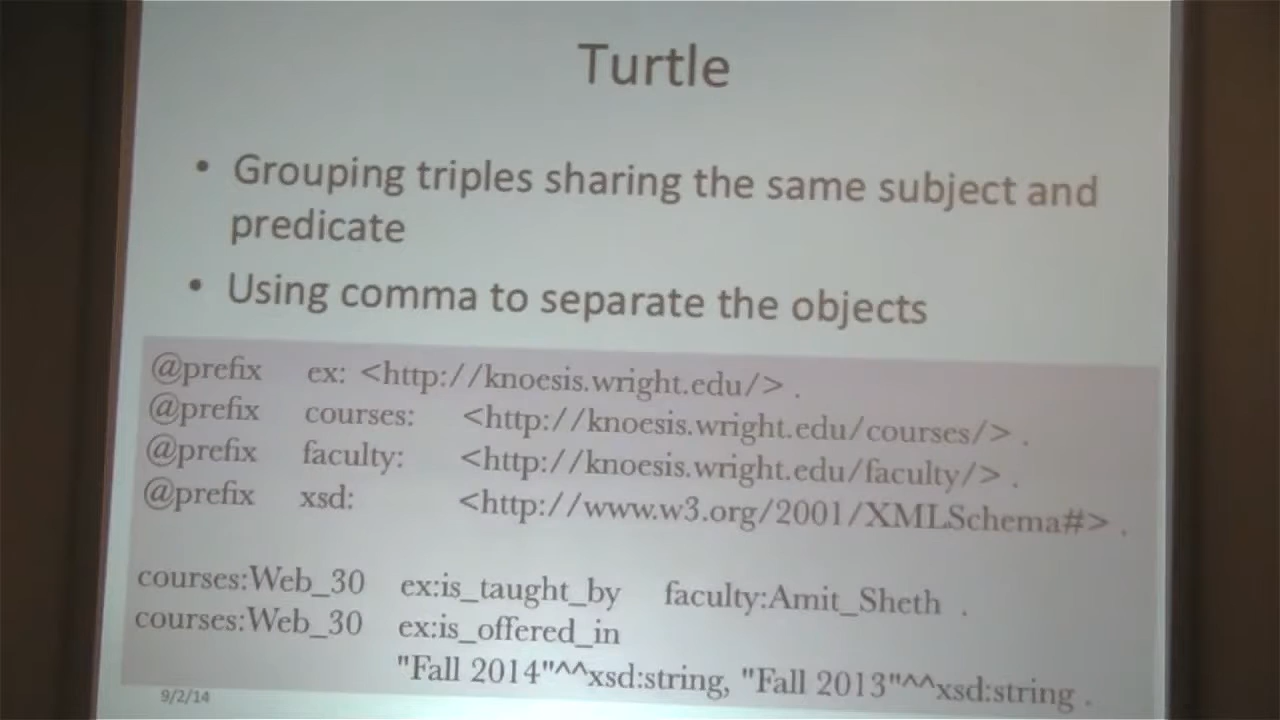 Turtle
• Grouping triples sharing the same subject and
predicate
• Using comma to separate the objects
@prefix ex: <http://knoesis.wright.edu/> .
@prefix courses: <http://knoesis.wright.edu/courses/> .
@prefix faculty: <http://knoesis.wright.edu/faculty/> .
@prefix xsd: <http://www.w3.org/2001/XMLSchema#> .
courses:Web_30 ex:is_taught_by faculty:Amit_Sheth .
courses:Web_30 ex:is_offered_in
"Fall 2014"^^xsd:string, "Fall 2013"^^xsd:string .
9/2/14